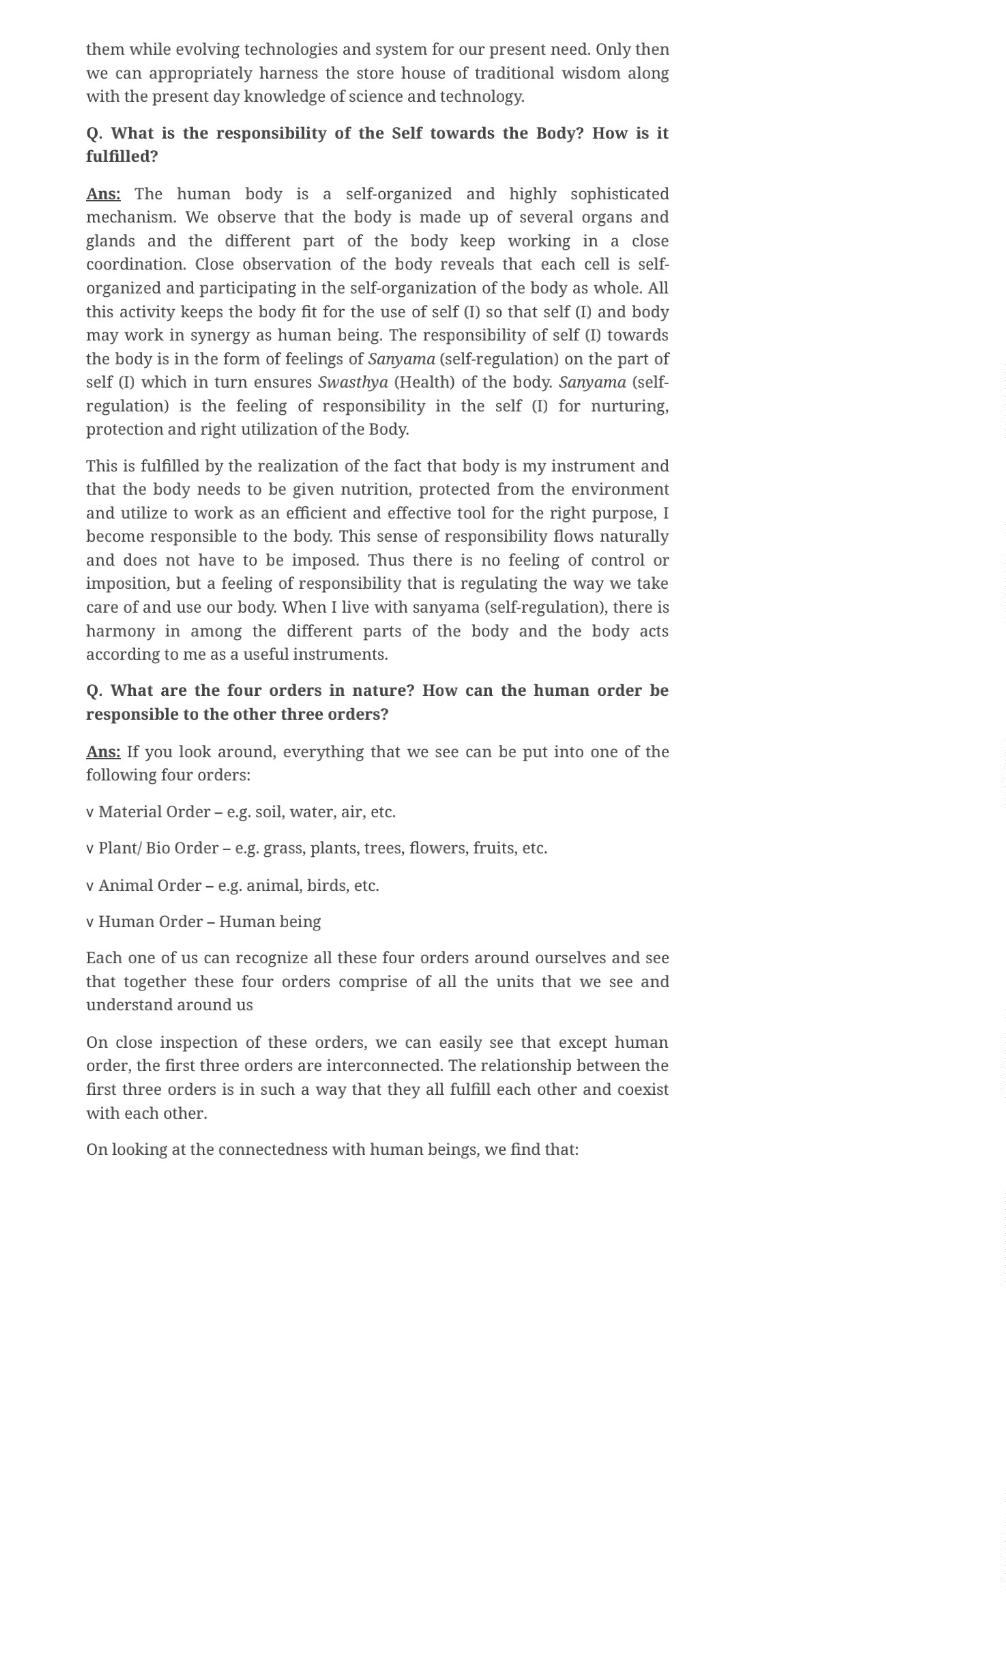 them while evolving technologies and system for our present need. Only then
we can appropriately harness the store house of traditional wisdom along
with the present day knowledge of science and technology.
Q. What is the responsibility of the Self towards the Body? How is it
fulfilled?
Ans: The human body is a self-organized and highly sophisticated
mechanism. We observe that the body is made up of several organs and
glands and the different part of the body keep working in a close
coordination. Close observation of the body reveals that each cell is self-
organized and participating in the self-organization of the body as whole. All
this activity keeps the body fit for the use of self (I) so that self (I) and body
may work in synergy as human being. The responsibility of self (I) towards
the body is in the form of feelings of Sanyama (self-regulation) on the part of
self (I) which in turn ensures Swasthya (Health) of the body. Sanyama (self-
regulation) is the feeling of responsibility in the self (I) for nurturing,
protection and right utilization of the Body.
This is fulfilled by the realization of the fact that body is my instrument and
that the body needs to be given nutrition, protected from the environment
and utilize to work as an efficient and effective tool for the right purpose, I
become responsible to the body. This sense of responsibility flows naturally
and does not have to be imposed. Thus there is no feeling of control or
imposition, but a feeling of responsibility that is regulating the way we take
care of and use our body. When I live with sanyama (self-regulation), there is
harmony in among the different parts of the body and the body acts
according to me as a useful instruments.
Q. What are the four orders in nature? How can the human order be
responsible to the other three orders?
Ans: If you look around, everything that we see can be put into one of the
following four orders:
v Material Order – e.g. soil, water, air, etc.
v Plant/ Bio Order – e.g. grass, plants, trees, flowers, fruits, etc.
v Animal Order – e.g. animal, birds, etc.
v Human Order – Human being
Each one of us can recognize all these four orders around ourselves and see
that together these four orders comprise of all the units that we see and
understand around us
On close inspection of these orders, we can easily see that except human
order, the first three orders are interconnected. The relationship between the
first three orders is in such a way that they all fulfill each other and coexist
with each other.
On looking at the connectedness with human beings, we find that: